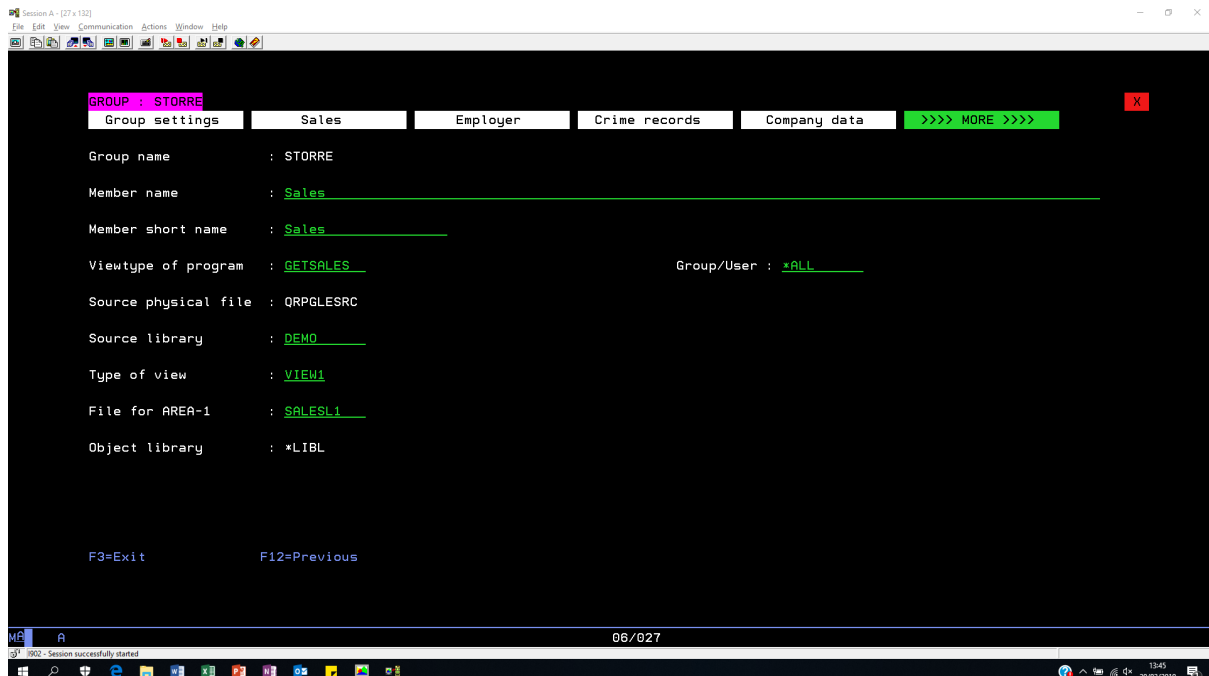 Session A - [27 x 132]
File Edit View Communication Actions Window Help
GROUP : STORRE X
Group settings Sales Employer Crime records Company data >>>> MORE >>>>
Group name : STORRE
Member name : Sales
Member short name : Sales
Viewtype of program : GETSALES Group/User : *ALL
Source physical file : QRPGLESRC
Source library : DEMO
Type of view : VIEW1
File for AREA-1 : SALESL1
Object library : *LIBL
F3=Exit F12=Previous
MA A 06/027
I902 - Session successfully started
13:45